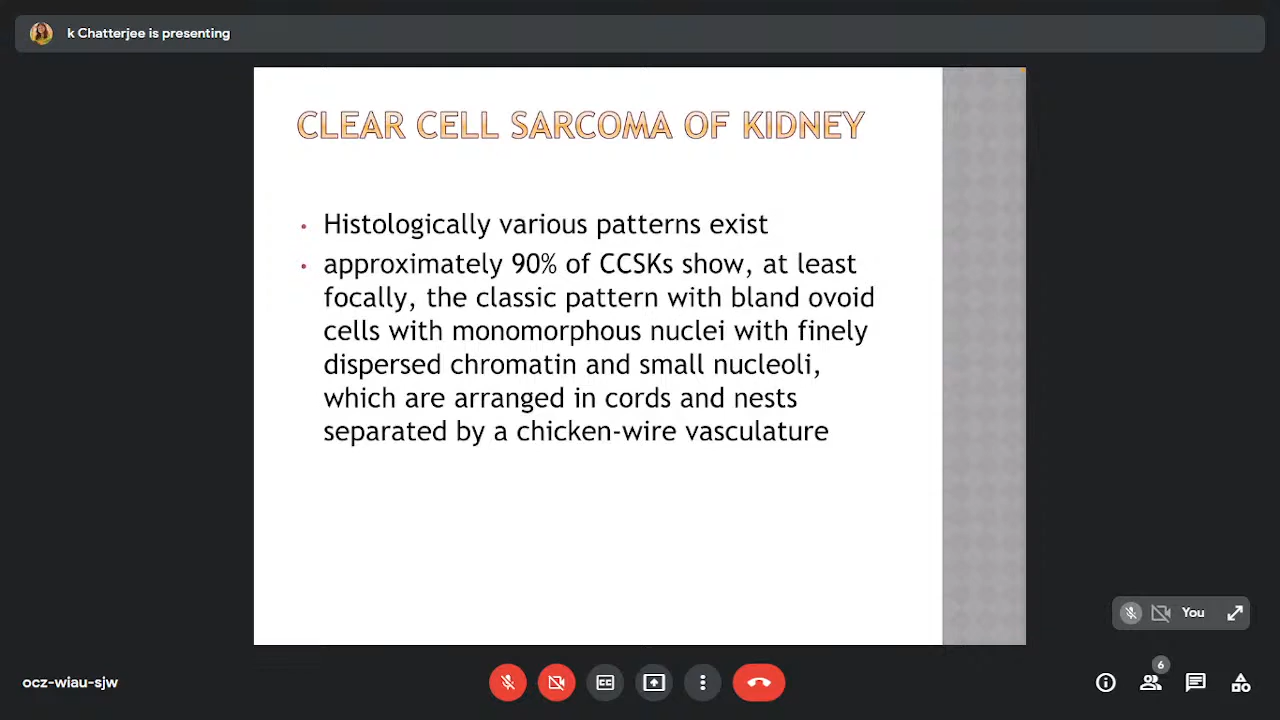 k Chatterjee is presenting
CLEAR CELL SARCOMA OF KIDNEY
• Histologically various patterns exist
• approximately 90% of CCSKs show, at least
focally, the classic pattern with bland ovoid
cells with monomorphous nuclei with finely
dispersed chromatin and small nucleoli,
which are arranged in cords and nests
separated by a chicken-wire vasculature
You
6
ocz-wiau-sjw
CC